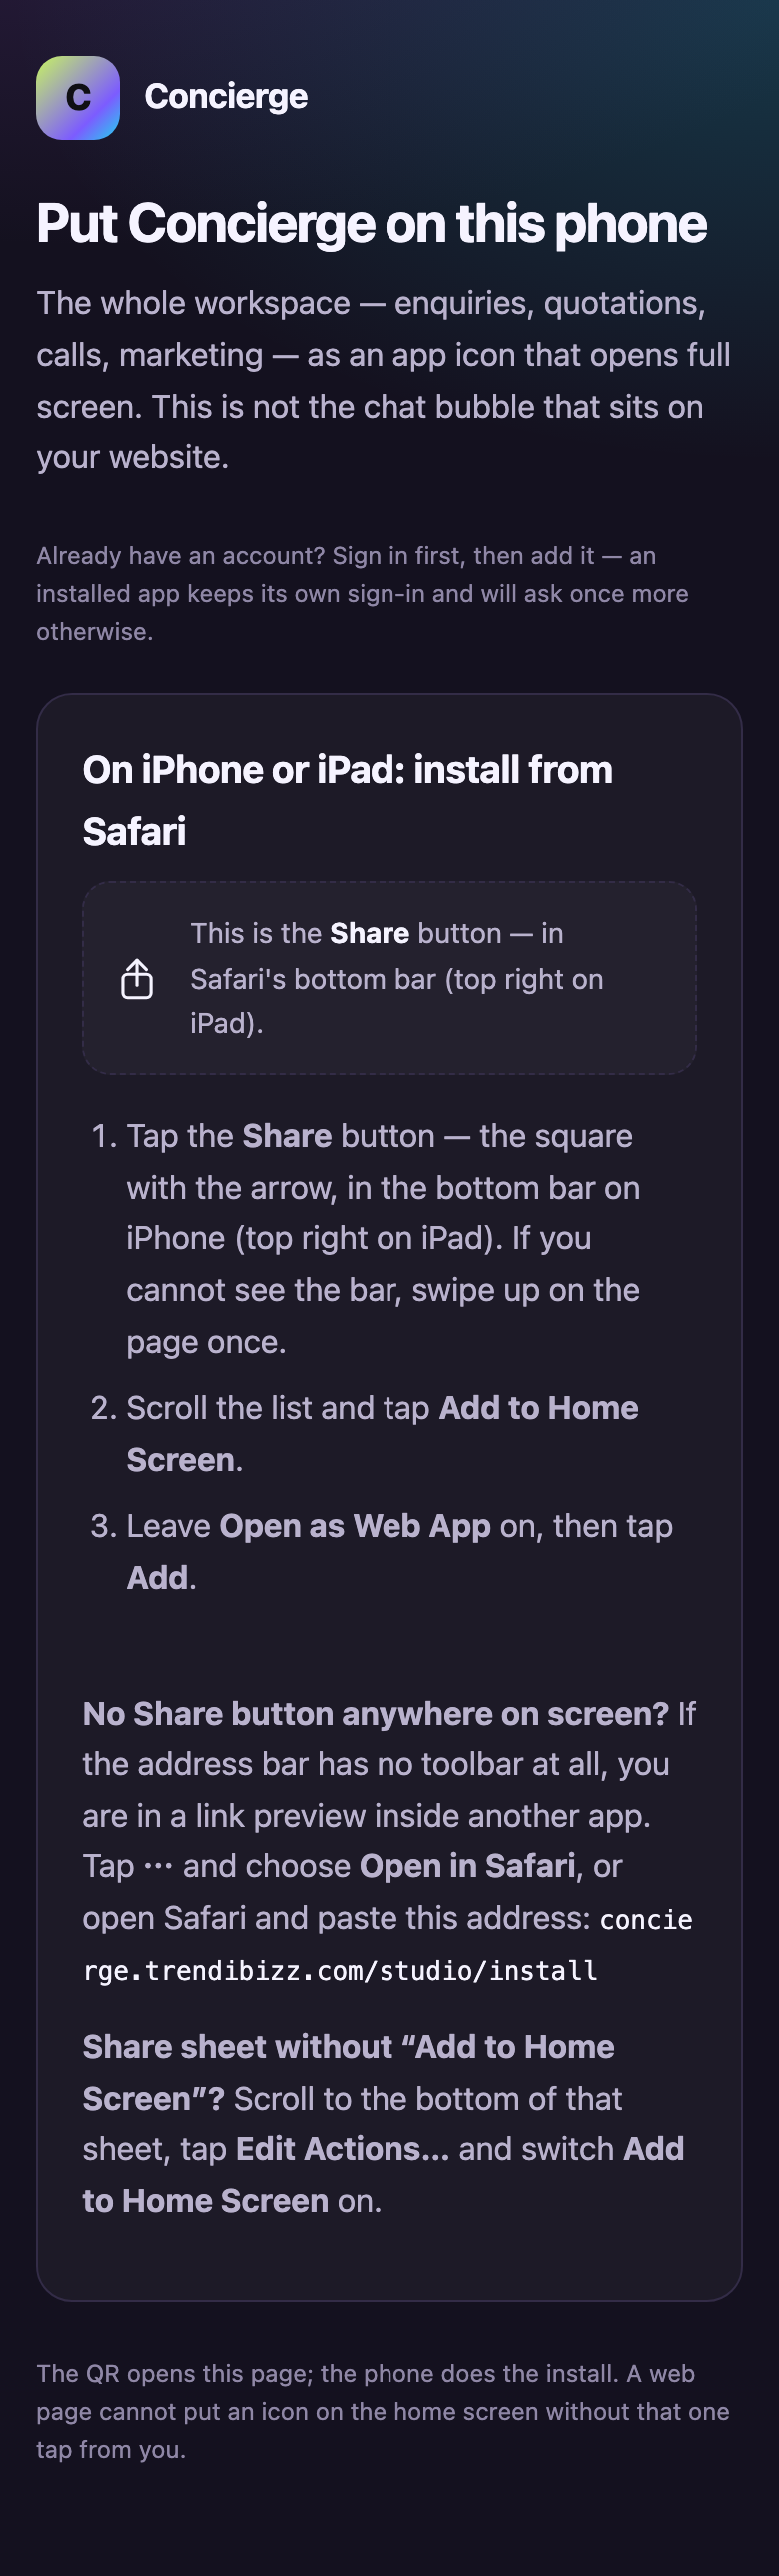 C
Concierge
Put Concierge on this phone
The whole workspace — enquiries, quotations,
calls, marketing — as an app icon that opens full
screen. This is not the chat bubble that sits on
your website.
Already have an account? Sign in first, then add it — an
installed app keeps its own sign-in and will ask once more
otherwise.
On iPhone or iPad: install from
Safari
This is the Share button — in
Safari's bottom bar (top right on
iPad).
1. Tap the Share button — the square
with the arrow, in the bottom bar on
iPhone (top right on iPad). If you
cannot see the bar, swipe up on the
page once.
2. Scroll the list and tap Add to Home
Screen.
3. Leave Open as Web App on, then tap
Add.
No Share button anywhere on screen? If
the address bar has no toolbar at all, you
are in a link preview inside another app.
Tap ··· and choose Open in Safari, or
open Safari and paste this address: concie
rge.trendibizz.com/studio/install
Share sheet without “Add to Home
Screen”? Scroll to the bottom of that
sheet, tap Edit Actions… and switch Add
to Home Screen on.
The QR opens this page; the phone does the install. A web
page cannot put an icon on the home screen without that one
tap from you.